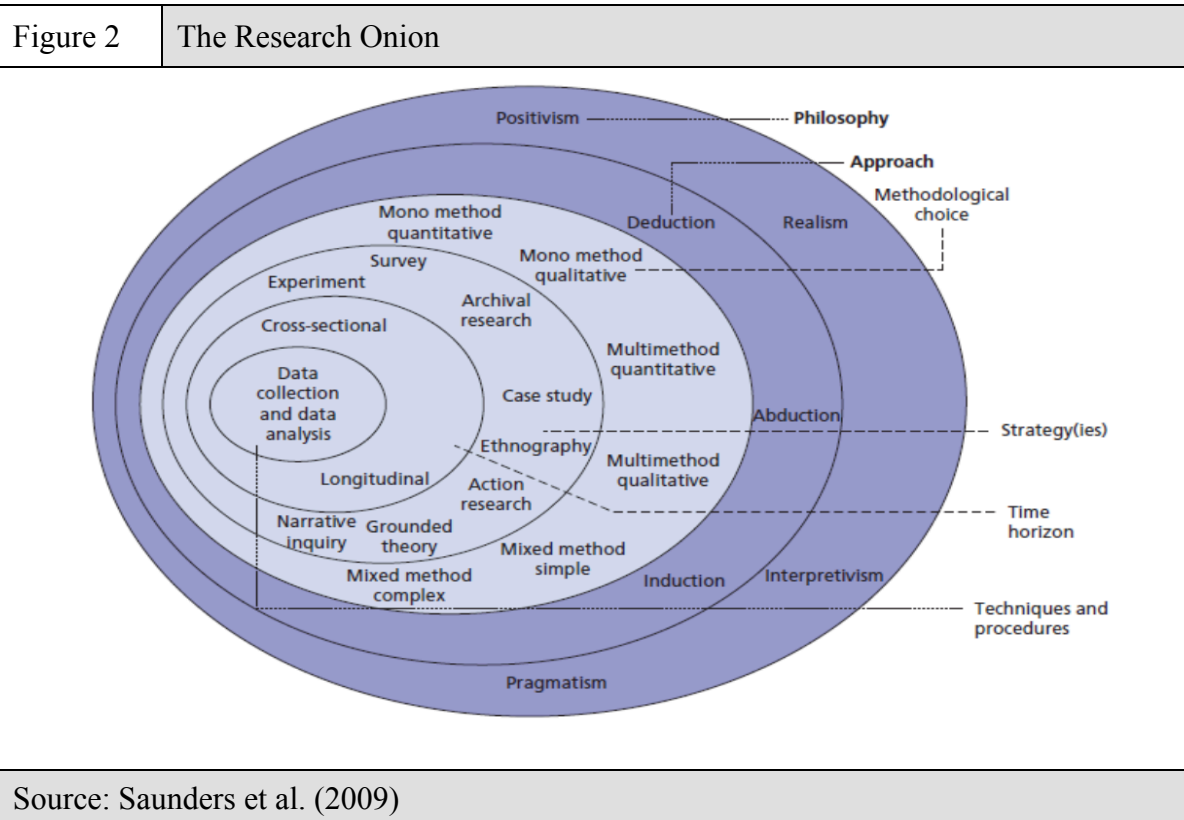 Figure 2
The Research Onion
Positivism
Philosophy
Approach
Methodological
choice
Mono method
quantitative
Deduction
Realism
Survey
Mono method
qualitative
Experiment
Archival
research
Cross-sectional
Multimethod
quantitative
Data
collection
and data
analysis
Case study
Abduction
Strategy(ies)
Ethnography
Multimethod
qualitative
Longitudinal
Action
research
Time
horizon
Narrative
inquiry
Grounded
theory
Mixed method
simple
Mixed method
complex
Induction
Interpretivism
Techniques and
procedures
Pragmatism
Source: Saunders et al. (2009)